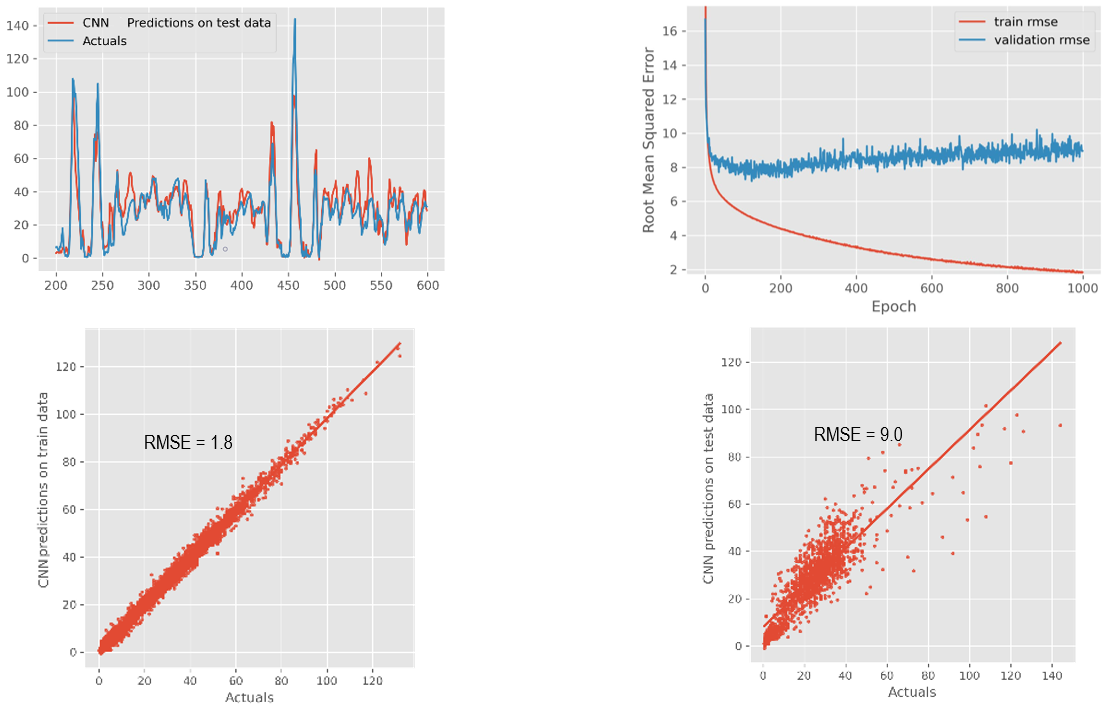 CNN Predictions on test data
Actuals
140
120
100
80
60
40
20
0
200 250 300 350 400 450 500 550 600
train rmse
validation rmse
Root Mean Squared Error
16
14
12
10
8
6
4
2
0 200 400 600 800 1000
Epoch
RMSE = 1.8
CNN predictions on train data
120
100
80
60
40
20
0
0 20 40 60 80 100 120
Actuals
RMSE = 9.0
CNN predictions on test data
120
100
80
60
40
20
0
0 20 40 60 80 100 120 140
Actuals